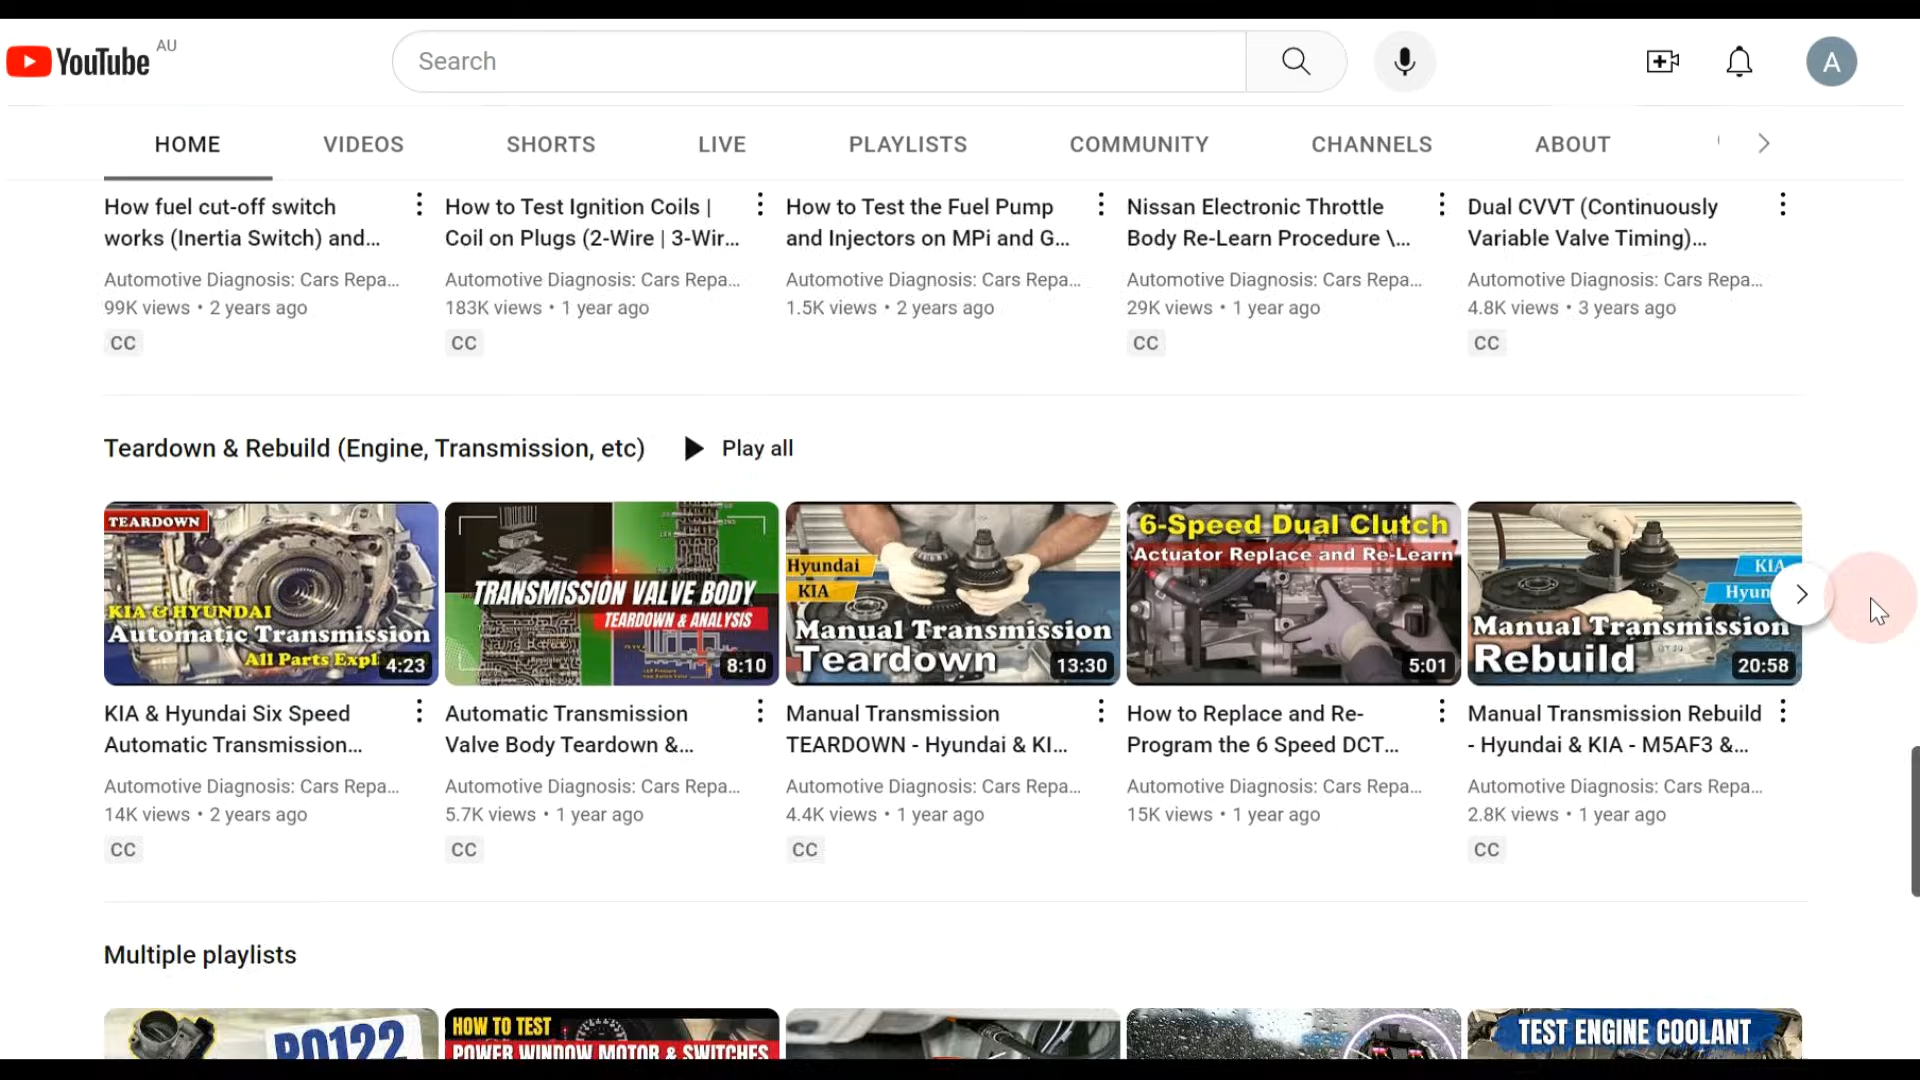 YouTube AU
Search
A
HOME VIDEOS SHORTS LIVE PLAYLISTS COMMUNITY CHANNELS ABOUT
How fuel cut-off switch
works (Inertia Switch) and...
Automotive Diagnosis: Cars Repa...
99K views • 2 years ago
CC
How to Test Ignition Coils |
Coil on Plugs (2-Wire | 3-Wir...
Automotive Diagnosis: Cars Repa...
183K views • 1 year ago
CC
How to Test the Fuel Pump
and Injectors on MPi and G...
Automotive Diagnosis: Cars Repa...
1.5K views • 2 years ago
Nissan Electronic Throttle
Body Re-Learn Procedure \...
Automotive Diagnosis: Cars Repa...
29K views • 1 year ago
CC
Dual CVVT (Continuously
Variable Valve Timing)...
Automotive Diagnosis: Cars Repa...
4.8K views • 3 years ago
CC
Teardown & Rebuild (Engine, Transmission, etc) Play all
TEARDOWN
KIA & HYUNDAI
Automatic Transmission
All Parts Expl
4:23
KIA & Hyundai Six Speed
Automatic Transmission...
Automotive Diagnosis: Cars Repa...
14K views • 2 years ago
CC
TRANSMISSION VALVE BODY
TEARDOWN & ANALYSIS
8:10
Automatic Transmission
Valve Body Teardown &...
Automotive Diagnosis: Cars Repa...
5.7K views • 1 year ago
CC
Hyundai
KIA
Manual Transmission
Teardown
13:30
Manual Transmission
TEARDOWN - Hyundai & KI...
Automotive Diagnosis: Cars Repa...
4.4K views • 1 year ago
CC
6-Speed Dual Clutch
Actuator Replace and Re-Learn
5:01
How to Replace and Re-
Program the 6 Speed DCT...
Automotive Diagnosis: Cars Repa...
15K views • 1 year ago
KIA
Hyun
Manual Transmission
Rebuild
20:58
Manual Transmission Rebuild
- Hyundai & KIA - M5AF3 &...
Automotive Diagnosis: Cars Repa...
2.8K views • 1 year ago
CC
Multiple playlists
P0122
HOW TO TEST
POWER WINDOW MOTOR & SWITCHES
TEST ENGINE COOLANT